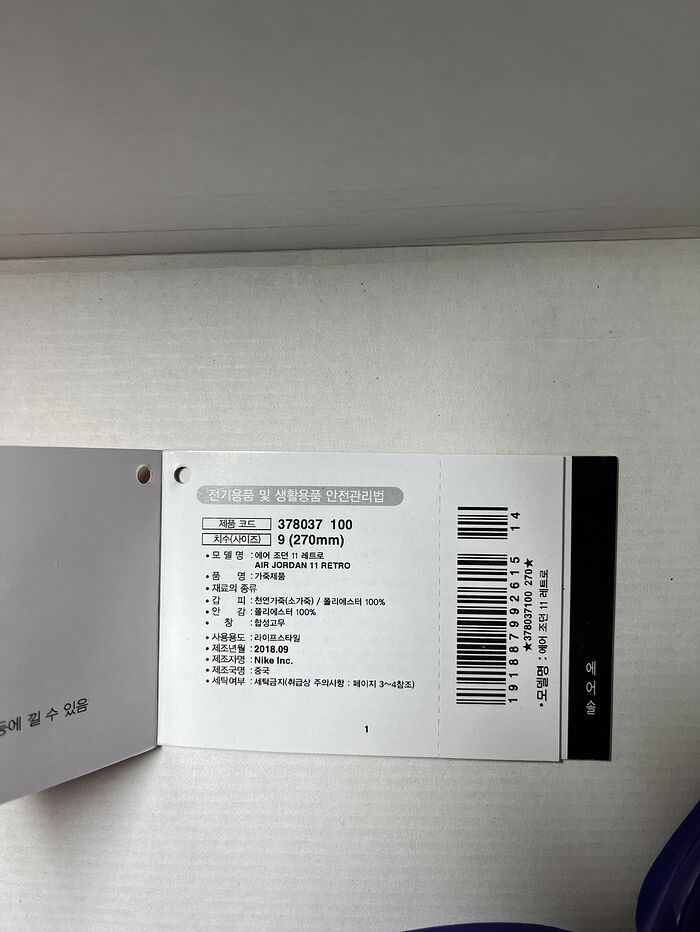 등에 낄 수 있음
전기용품 및 생활용품 안전관리법
제품 코드 378037 100
치수(사이즈) 9 (270mm)
• 모 델 명 : 에어 조던 11 레트로
AIR JORDAN 11 RETRO
• 품 명 : 가죽제품
• 재료의 종류
• 갑 피 : 천연가죽(소가죽) / 폴리에스터 100%
• 안 감 : 폴리에스터 100%
• 창 : 합성고무
• 사용용도 : 라이프스타일
• 제조년월 : 2018.09
• 제조자명 : Nike Inc.
• 제조국명 : 중국
• 세탁여부 : 세탁금지(취급상 주의사항 : 페이지 3~4참조)
1
14
191887992615
★378037100 270★
• 모델명 : 에어 조던 11 레트로
에어 솔